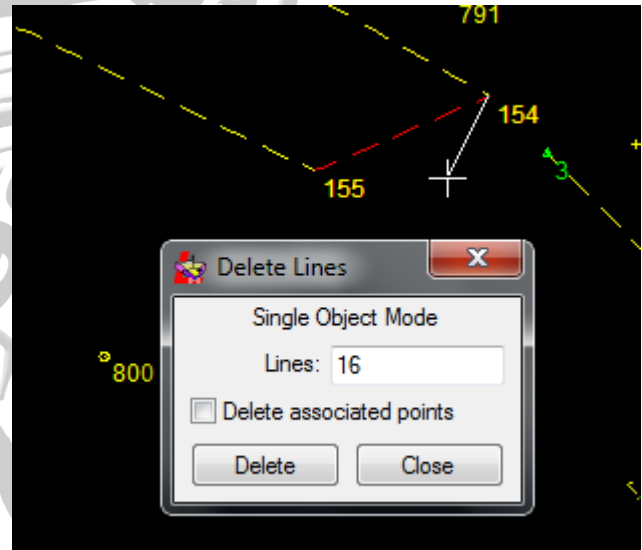 791
154
155
3
Delete Lines
Single Object Mode
Lines: 16
800
Delete associated points
Delete
Close